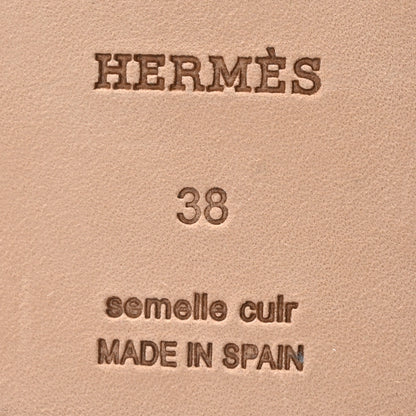 HERMÈS
38
semelle cuir
MADE IN SPAIN